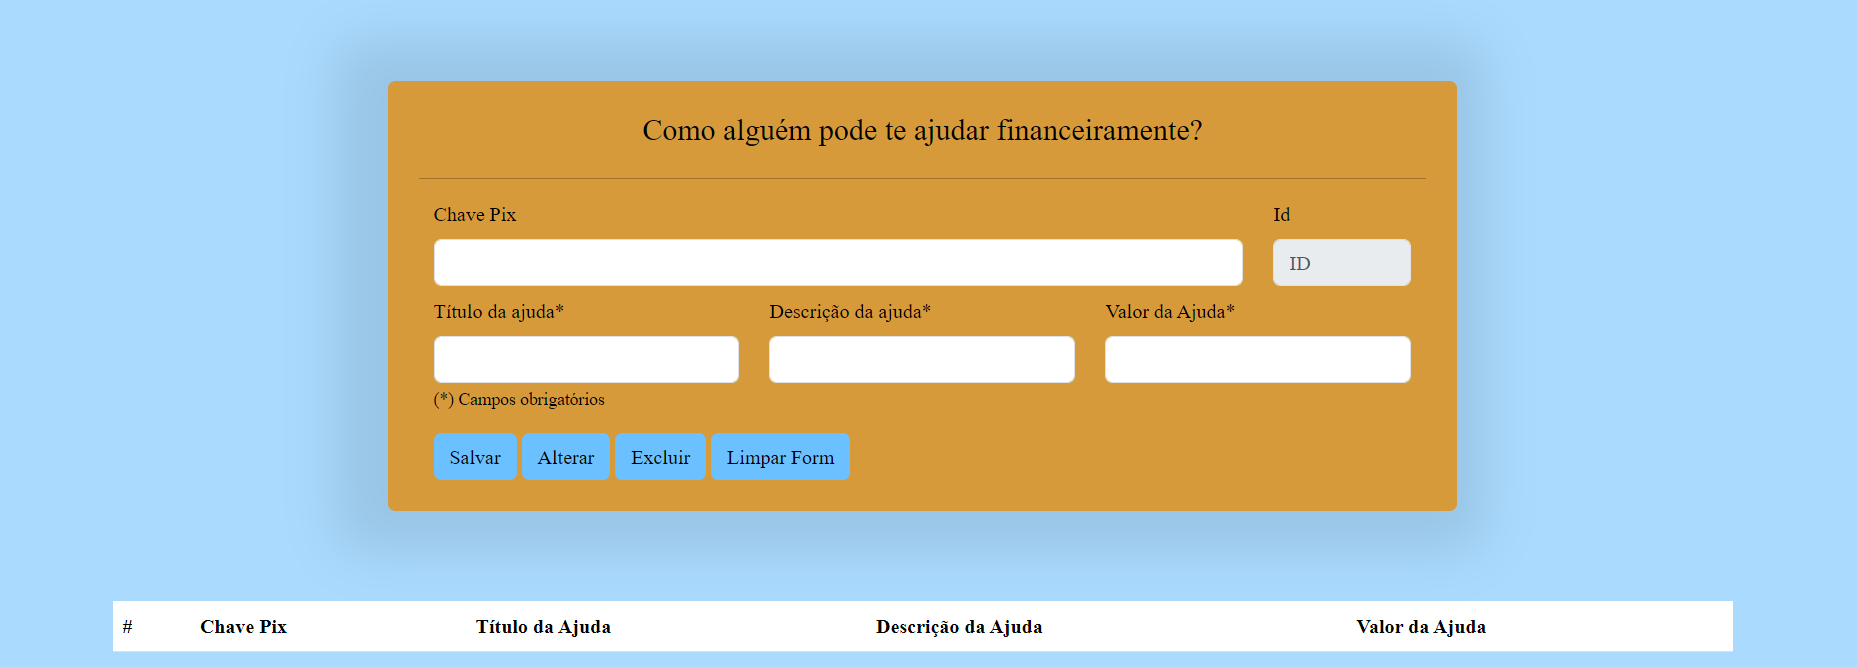 Como alguém pode te ajudar financeiramente?
Chave Pix Id
ID
Título da ajuda* Descrição da ajuda* Valor da Ajuda*
(*) Campos obrigatórios
Salvar Alterar Excluir Limpar Form
# Chave Pix Título da Ajuda Descrição da Ajuda Valor da Ajuda